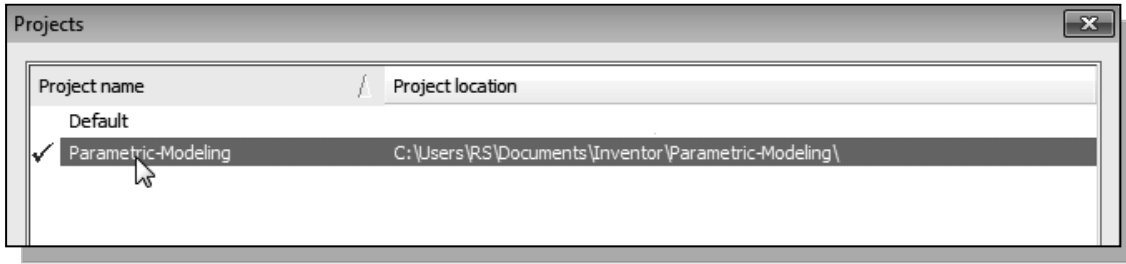 Projects
Project name Project location
Default
Parametric-Modeling C:\Users\RS\Documents\Inventor\Parametric-Modeling\